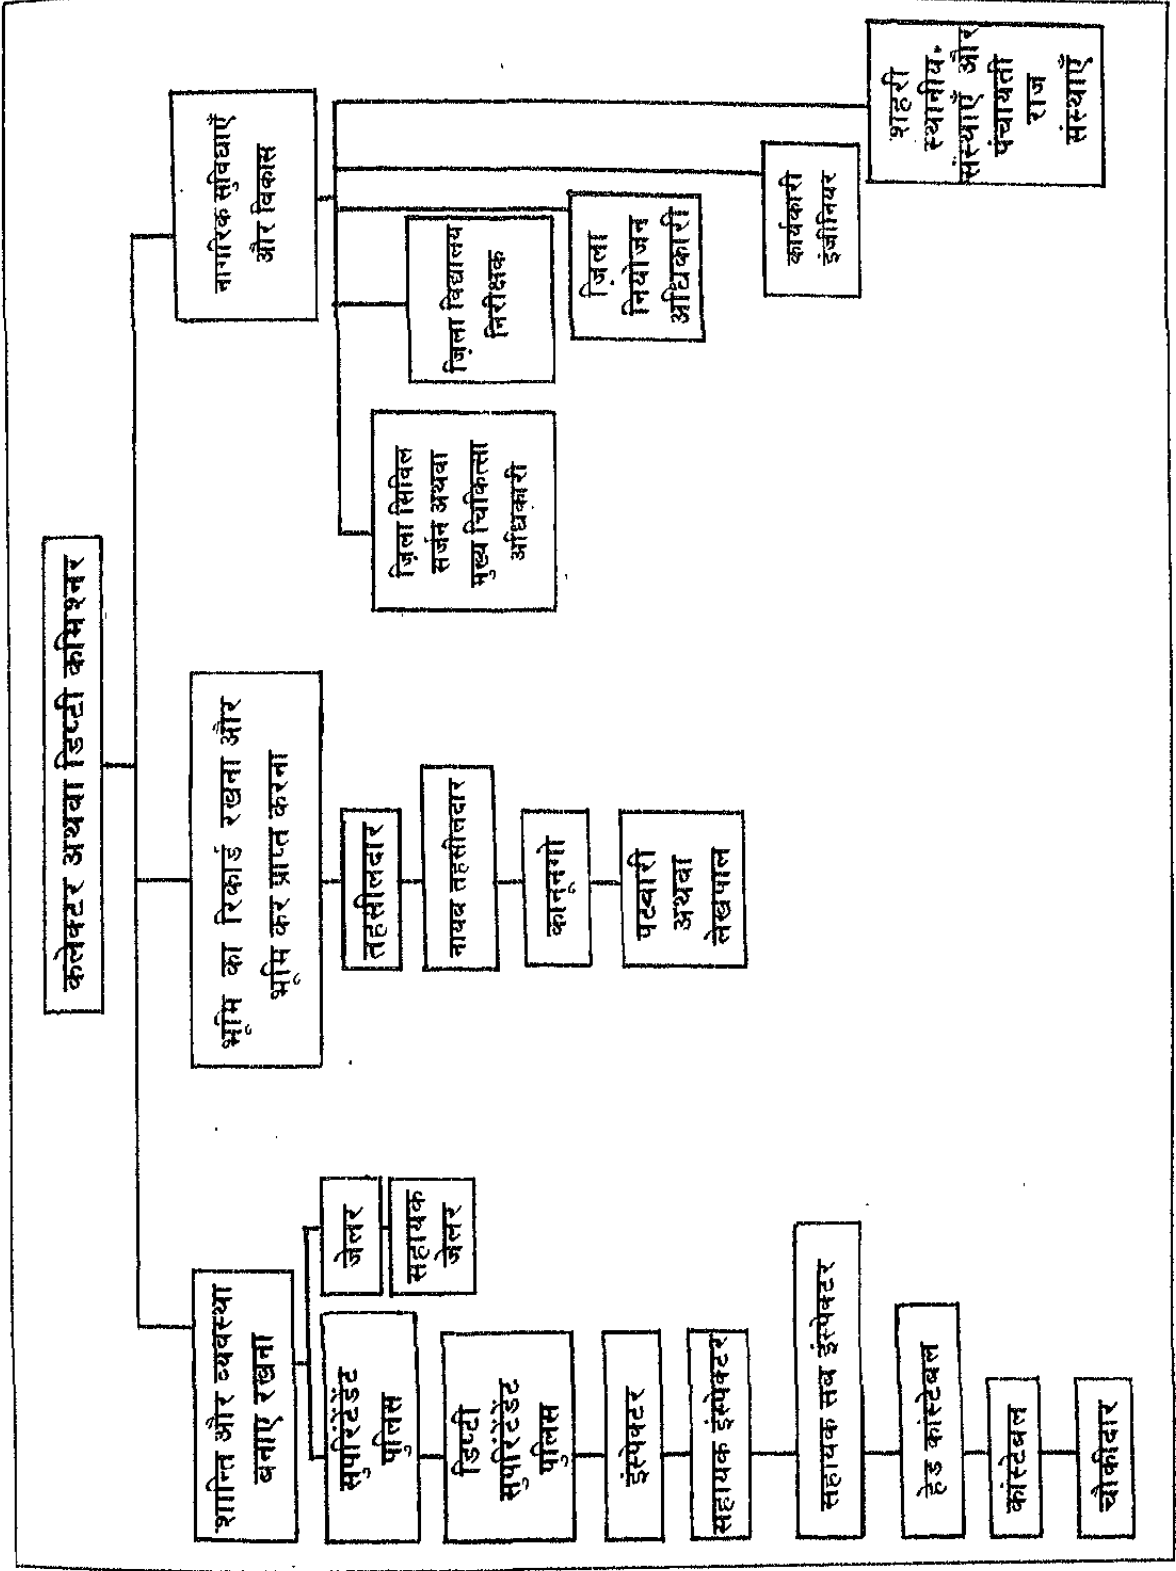 कलेक्टर अथवा डिप्टी कमिश्नर
शान्ति और व्यवस्था
बनाए रखना
सुपरिंटेंडेंट
पुलिस
डिप्टी
सुपरिंटेंडेंट
पुलिस
इंस्पेक्टर
सहायक इंस्पेक्टर
सहायक सब इंस्पेक्टर
हेड कांस्टेबल
कांस्टेबल
चौकीदार
जेलर
सहायक
जेलर
भूमि का रिकार्ड रखना और
भूमि कर प्राप्त करना
तहसीलदार
नायब तहसीलदार
कानूनगो
पटवारी
अथवा
लेखपाल
नागरिक सुविधाएँ
और विकास
ज़िला सिविल
सर्जन अथवा
मुख्य चिकित्सा
अधिकारी
ज़िला विद्यालय
निरीक्षक
ज़िला
नियोजन
अधिकारी
कार्यकारी
इंजीनियर
शहरी
स्थानीय-
संस्थाएँ और
पंचायती
राज
संस्थाएँ